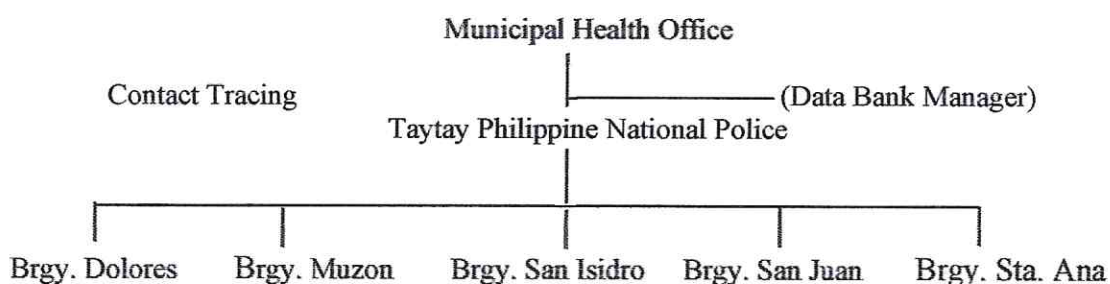 Municipal Health Office
Contact Tracing (Data Bank Manager)
Taytay Philippine National Police
Brgy. Dolores Brgy. Muzon Brgy. San Isidro Brgy. San Juan Brgy. Sta. Ana